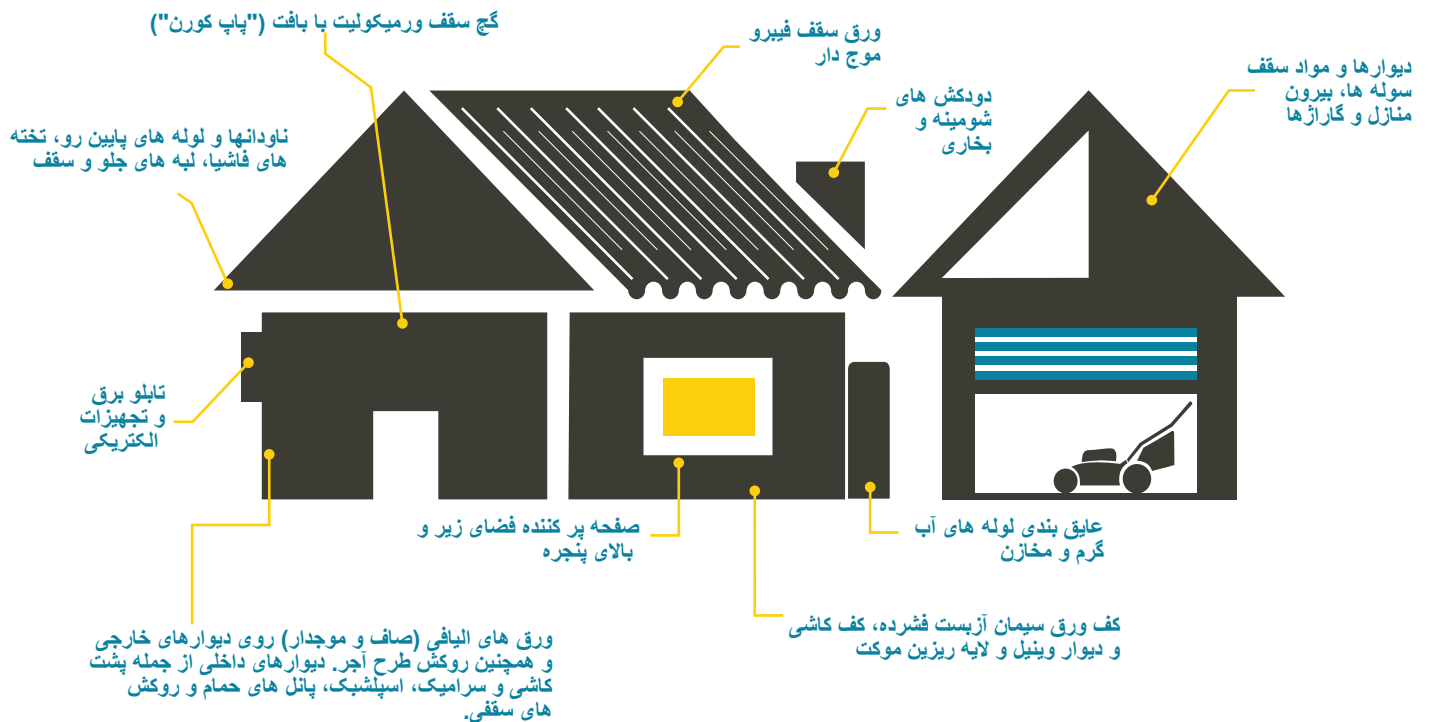 گچ سقف ورمیکولیت با بافت ("پاپ کورن")
ورق سقف فیبرو
موج دار
دیوارها و مواد سقف
سوله ها، بیرون
منازل و گاراژها
دودکش های
شومینه و
بخاری
ناودانها و لوله های پایین رو، تخته
های فاشیا، لبه های جلو و سقف
تابلو برق
و تجهیزات
الکتریکی
صفحه پر کننده فضای زیر و
بالای پنجره
عایق بندی لوله های آب
گرم و مخازن
کف ورق سیمان آزبست فشرده، کف کاشی
و دیوار وینیل و لایه ریزین موکت
ورق های الیافی (صاف و موجدار) روی دیوارهای خارجی
و همچنین روکش طرح آجر. دیوارهای داخلی از جمله پشت
کاشی و سرامیک، اسپلشبک، پانل های حمام و روکش
های سقفی.